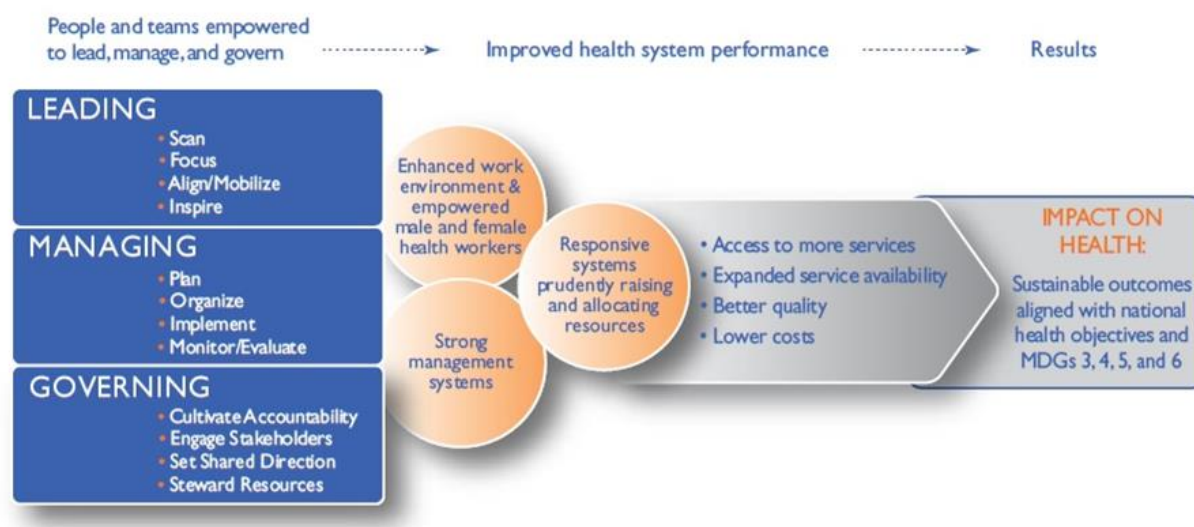 People and teams empowered
to lead, manage, and govern
Improved health system performance
Results
LEADING
• Scan
• Focus
• Align/Mobilize
• Inspire
MANAGING
• Plan
• Organize
• Implement
• Monitor/Evaluate
GOVERNING
• Cultivate Accountability
• Engage Stakeholders
• Set Shared Direction
• Steward Resources
Enhanced work
environment &
empowered
male and female
health workers
Strong
management
systems
Responsive
systems
prudently raising
and allocating
resources
• Access to more services
• Expanded service availability
• Better quality
• Lower costs
IMPACT ON
HEALTH:
Sustainable outcomes
aligned with national
health objectives and
MDGs 3, 4, 5, and 6